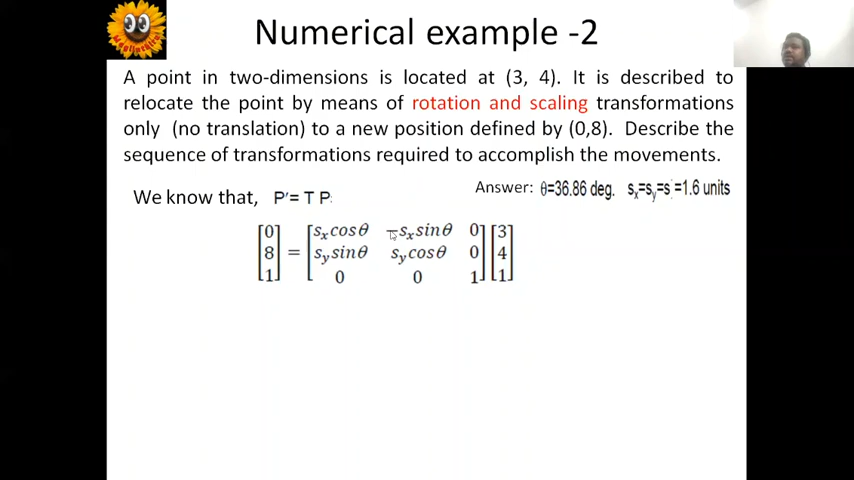 Numerical example -2
A point in two-dimensions is located at (3, 4). It is described to
relocate the point by means of rotation and scaling transformations
only (no translation) to a new position defined by (0,8). Describe the
sequence of transformations required to accomplish the movements.
Answer: θ=36.86 deg. sx=sy=s =1.6 units
We know that, P'= T P
[0] = [sxcosθ −sxsinθ 0] [3]
[8] [sysinθ sycosθ 0] [4]
[1] [0 0 1] [1]